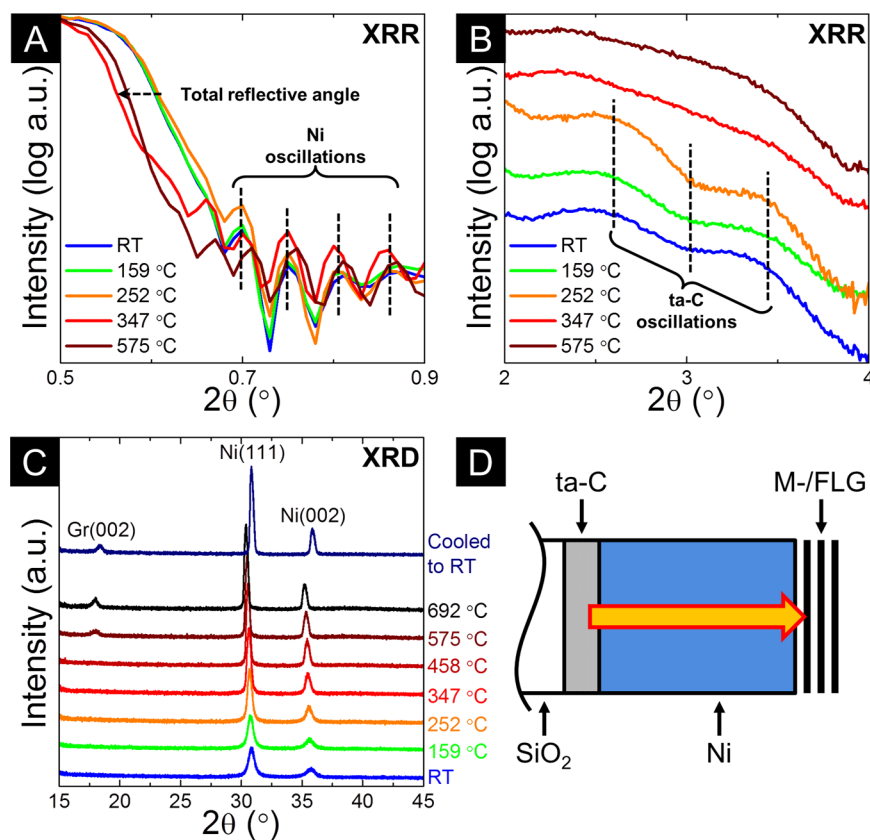 A
XRR
Total reflective angle
Ni
oscillations
RT
159 °C
252 °C
347 °C
575 °C
Intensity (log a.u.)
0.5
0.7
0.9
2θ (°)
B
XRR
RT
159 °C
252 °C
347 °C
575 °C
ta-C
oscillations
Intensity (log a.u.)
2
3
4
2θ (°)
C
XRD
Ni(111)
Gr(002)
Ni(002)
Cooled
to RT
692 °C
575 °C
458 °C
347 °C
252 °C
159 °C
RT
Intensity (a.u.)
15
25
30
35
40
45
2θ (°)
D
ta-C
M-/FLG
SiO₂
Ni